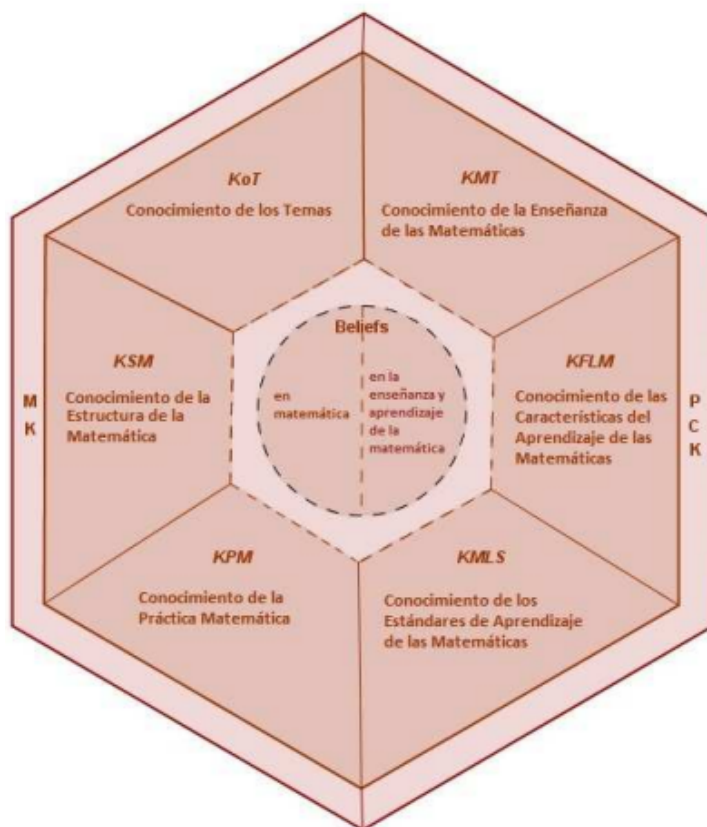 KoT
Conocimiento de los Temas
KMT
Conocimiento de la Enseñanza
de las Matemáticas
KSM
Conocimiento de la
Estructura de la
Matemática
M
K
Beliefs
en
matemática
en la
enseñanza y
aprendizaje
de la
matemática
KFLM
Conocimiento de las
Características del
Aprendizaje de las
Matemáticas
P
C
K
KPM
Conocimiento de la
Práctica Matemática
KMLS
Conocimiento de los
Estándares de Aprendizaje
de las Matemáticas